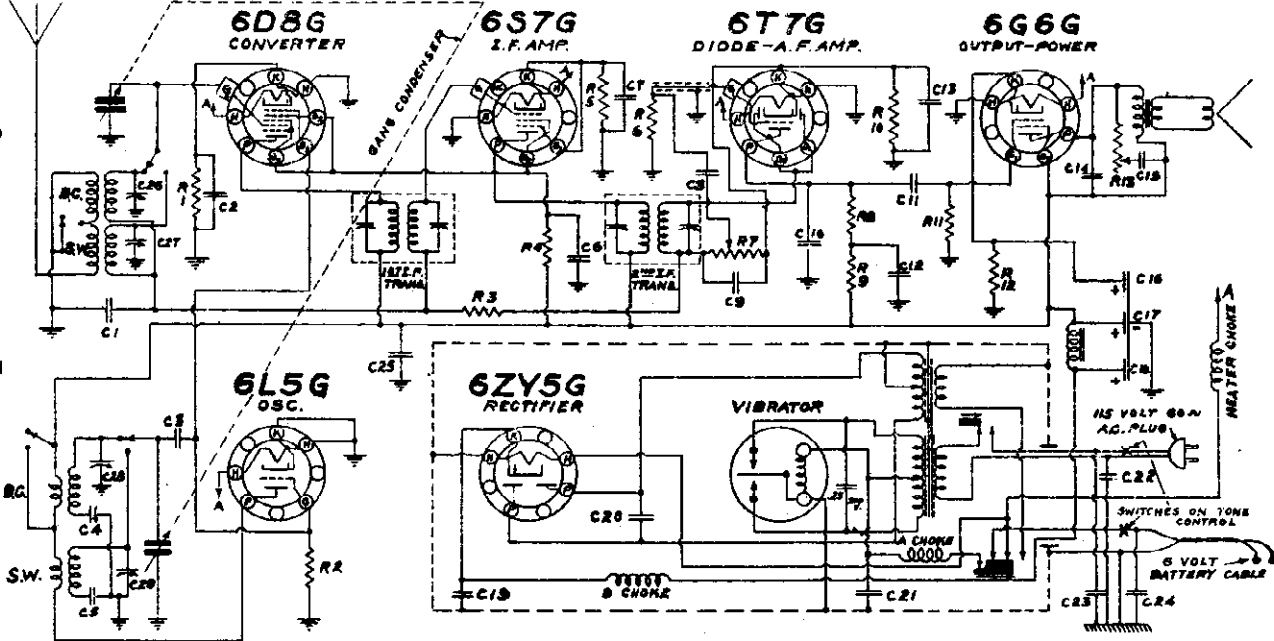 6D8G
CONVERTER
6S7G
I.F. AMP.
6T7G
DIODE-A.F. AMP.
6G6G
OUTPUT-POWER
GANG CONDENSER
B.C.
S.W.
C26
C27
R1
C2
C1
1ST I.F.
TRANS.
R3
R4
C6
R5
C7
R6
2ND I.F.
TRANS.
C8
R7
C9
R10
C13
C10
R8
R9
C11
C12
R11
R12
C14
R13
C15
C16
C17
C18
A
HEATER CHOKE
C25
6L5G
OSC.
6ZY5G
RECTIFIER
VIBRATOR
115 VOLT 60~
A.C. PLUG
C22
SWITCHES ON TONE
CONTROL
6 VOLT
BATTERY CABLE
B.C.
S.W.
C3
C28
C4
C5
C29
A
R2
C20
A CHOKE
B CHOKE
C19
C21
C23
C24